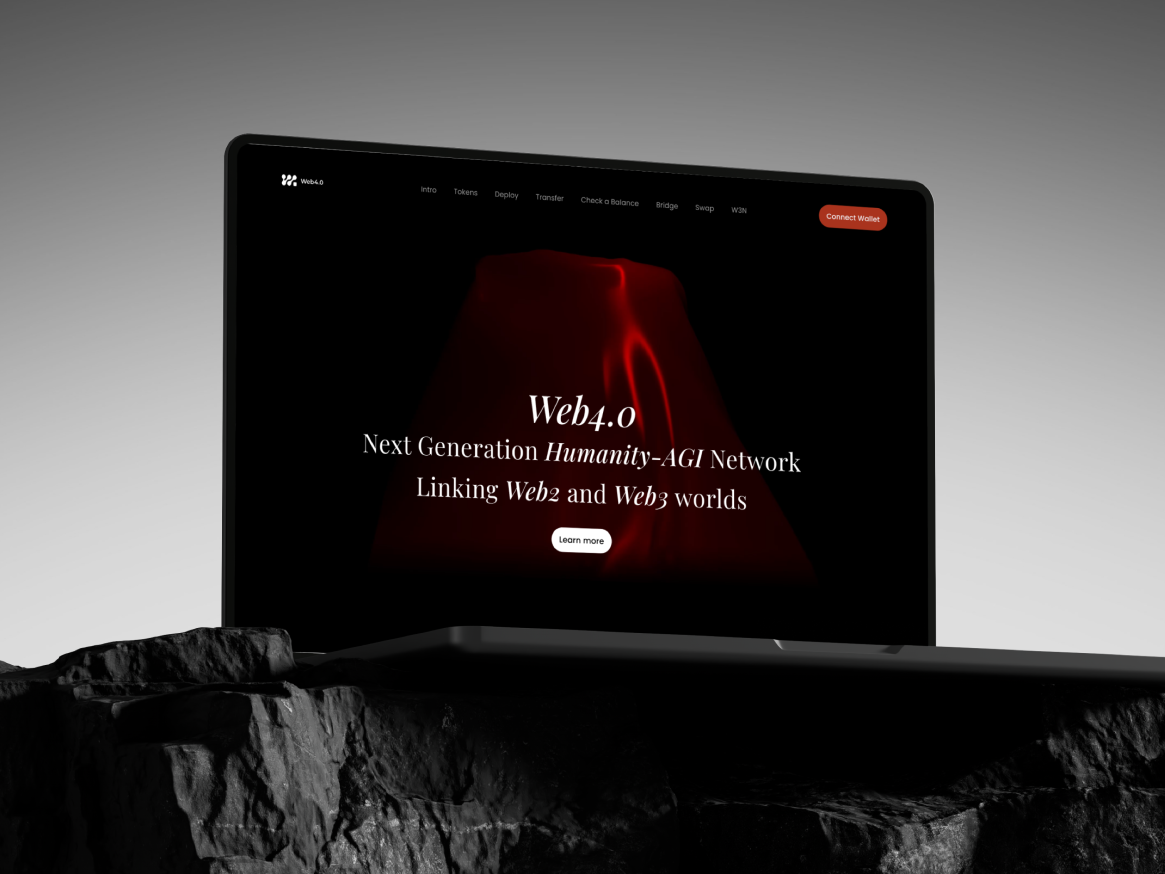 Web4.0
Intro Tokens Deploy Transfer Check a Balance Bridge Swap W3N
Connect Wallet
Web4.0
Next Generation Humanity-AGI Network
Linking Web2 and Web3 worlds
Learn more